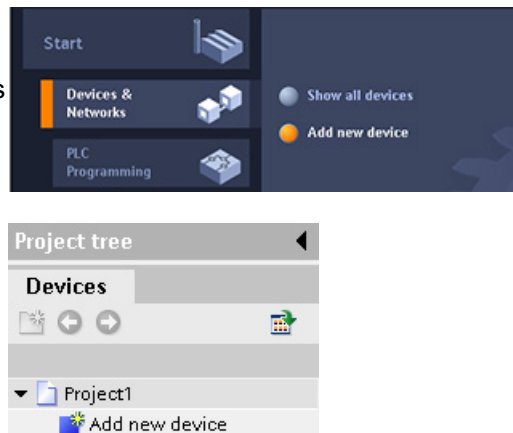 Start
s
Devices &
Networks
Show all devices
Add new device
PLC
Programming
Project tree
Devices
Project1
Add new device